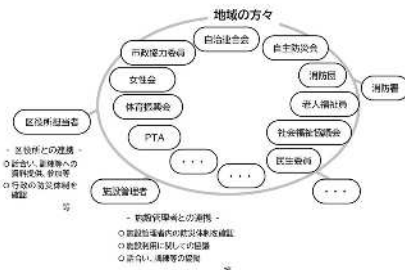 地域の方々
自治連合会
市政協力委員
自主防災会
女性会
消防団
消防署
体育振興会
老人福祉員
区役所担当者
PTA
社会福祉協議会
・・・
民生委員
・・・
施設管理者
・・・
- 区役所との連携 -
○ 話合い、訓練等への
資料提供、参加等
○ 行政の防災体制を
確認
等
- 施設管理者との連携 -
○ 施設管理者内の防災体制を確認
○ 施設利用に関しての協議
○ 話合い、訓練等の協働
等